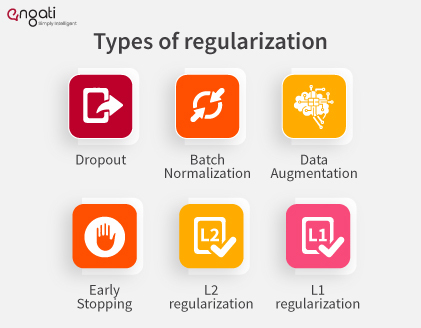 engati
simply intelligent
Types of regularization
Dropout
Batch
Normalization
Data
Augmentation
L2
L1
Early
Stopping
L2
regularization
L1
regularization